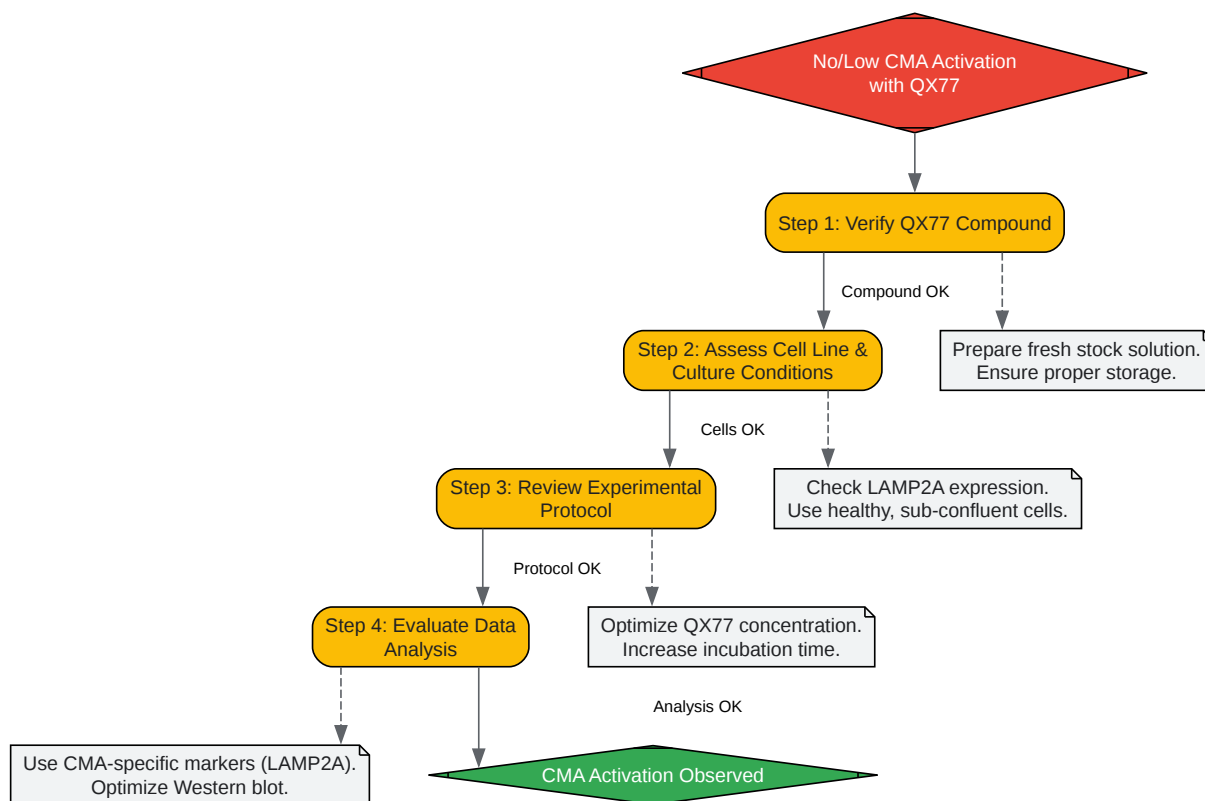 No/Low CMA Activation
with QX77
Step 1: Verify QX77 Compound
Compound OK
Step 2: Assess Cell Line &
Culture Conditions
Prepare fresh stock solution.
Ensure proper storage.
Cells OK
Step 3: Review Experimental
Protocol
Check LAMP2A expression.
Use healthy, sub-confluent cells.
Protocol OK
Step 4: Evaluate Data
Analysis
Optimize QX77 concentration.
Increase incubation time.
Analysis OK
Use CMA-specific markers (LAMP2A).
Optimize Western blot.
CMA Activation Observed